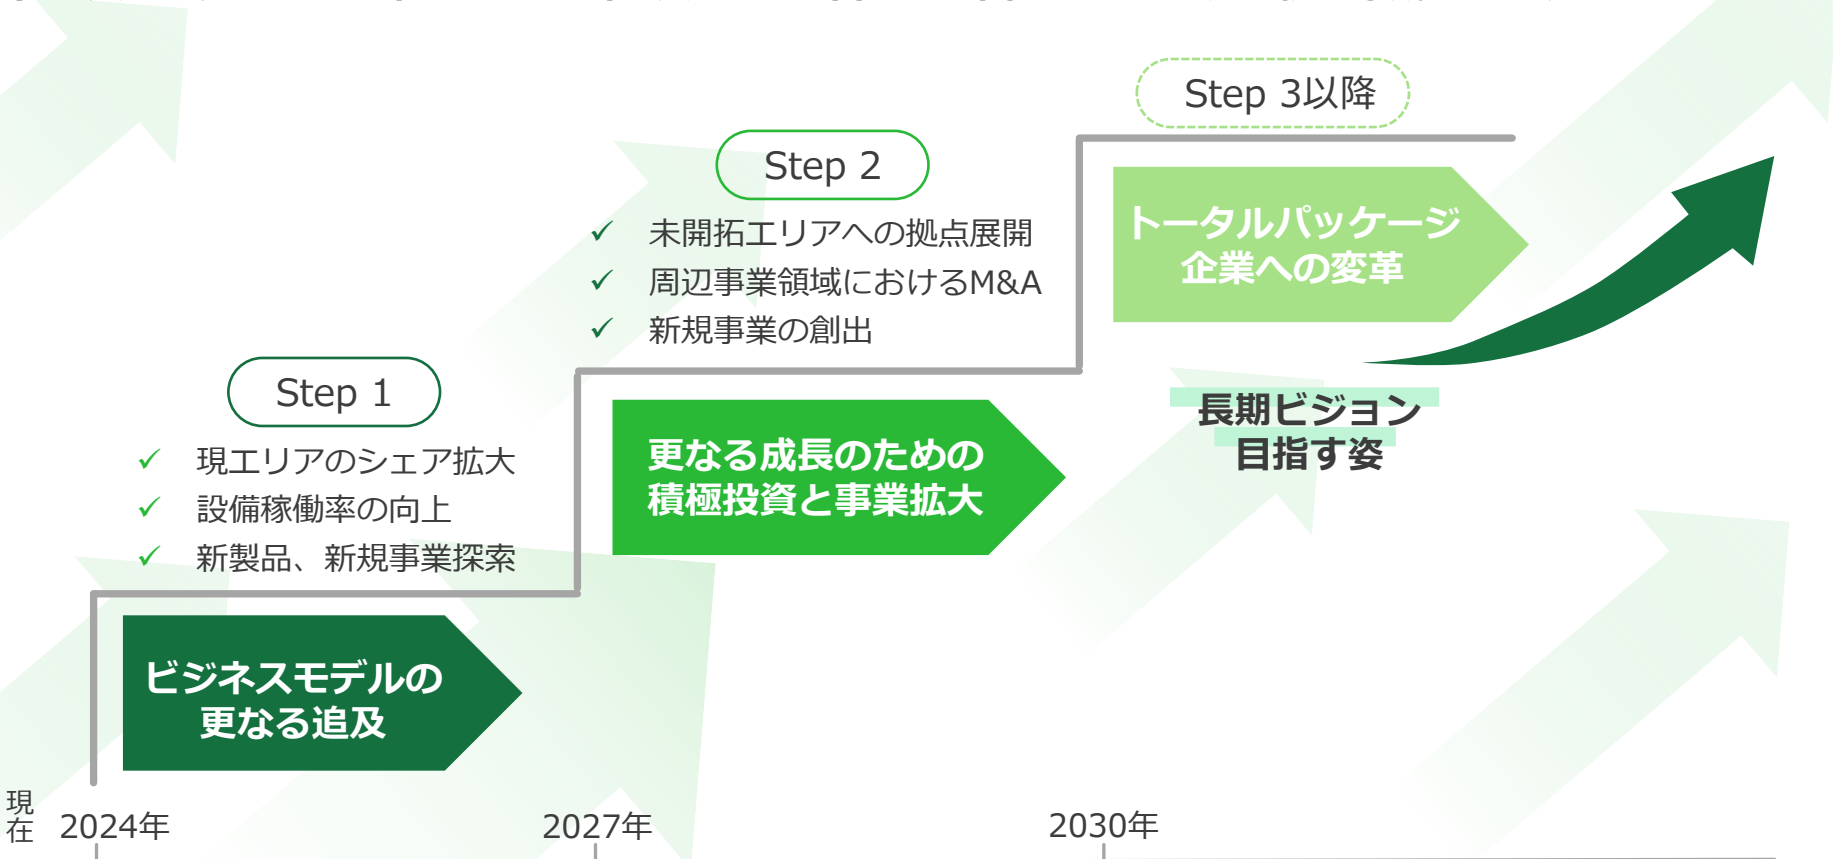 Step 3以降
トータルパッケージ
企業への変革
長期ビジョン
目指す姿
Step 2
未開拓エリアへの拠点展開
周辺事業領域におけるM&A
新規事業の創出
更なる成長のための
積極投資と事業拡大
Step 1
現エリアのシェア拡大
設備稼働率の向上
新製品、新規事業探索
ビジネスモデルの
更なる追及
現在
2024年
2027年
2030年